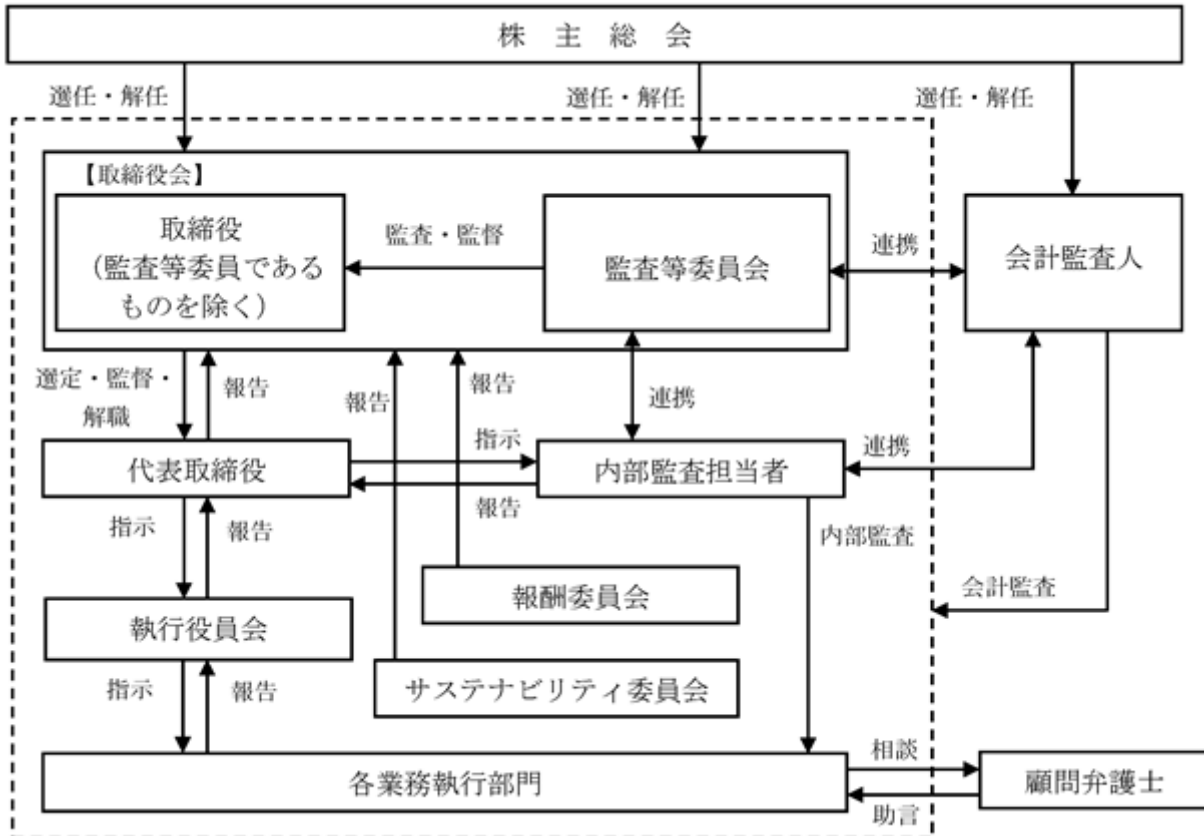 株　主　総　会
選任・解任
選任・解任
選任・解任
【取締役会】
取締役
（監査等委員である
ものを除く）
監査・監督
監査等委員会
連携
会計監査人
選定・監督・
解職
報告
報告
報告
連携
代表取締役
指示
報告
内部監査担当者
連携
指示
報告
内部監査
報酬委員会
会計監査
執行役員会
サステナビリティ委員会
指示
報告
各業務執行部門
相談
助言
顧問弁護士